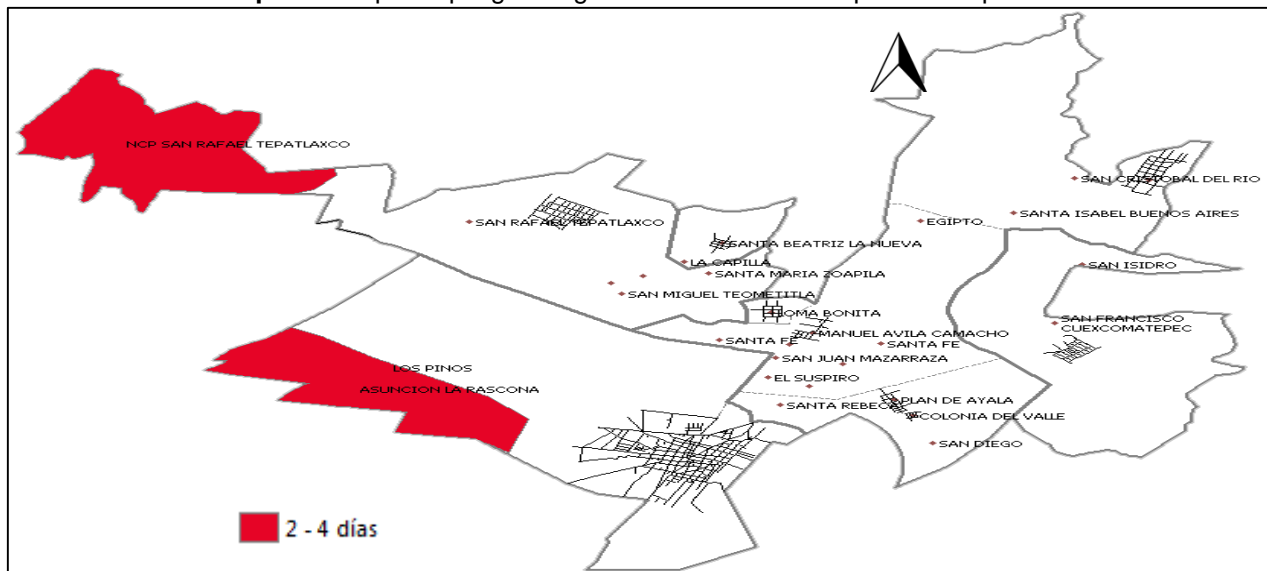 NCP SAN RAFAEL TEPATLAXCO
SAN CRISTOBAL DEL RIO
SANTA ISABEL BUENOS AIRES
SAN RAFAEL TEPATLAXCO
EGIPTO
SANTA BEATRIZ LA NUEVA
LA CAPILLA
SAN ISIDRO
SANTA MARIA ZOAPILA
SAN MIGUEL TEOMETITLA
LOMA BONITA
SAN FRANCISCO
CUEXCOMATEPEC
MANUEL AVILA CAMACHO
SANTA FE
SANTA FE
SAN JUAN MAZARRAZA
LOS PINOS
EL SUSPIRO
ASUNCION LA RASCONA
PLAN DE AYALA
SANTA REBECA
COLONIA DEL VALLE
SAN DIEGO
2 - 4 días